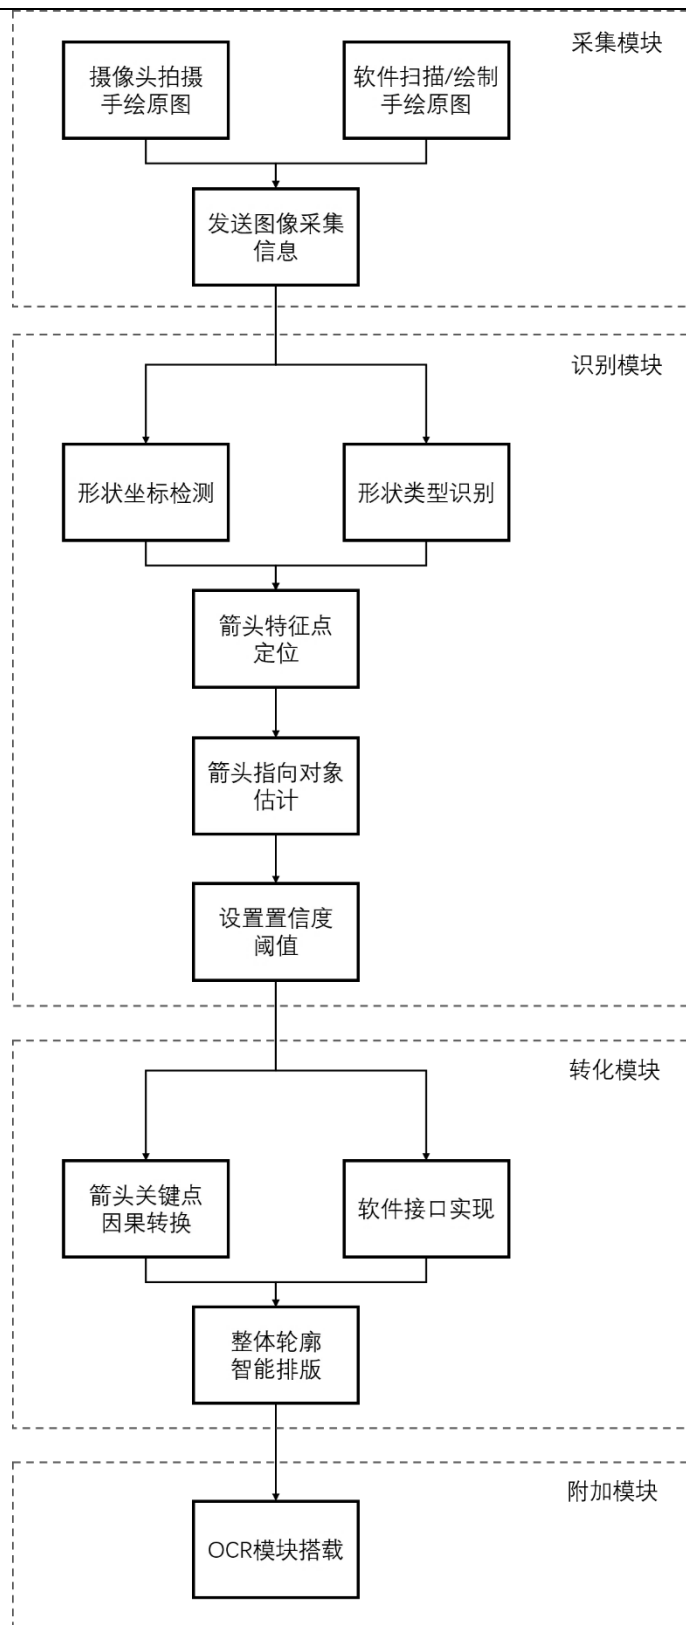 采集模块
摄像头拍摄
手绘原图
软件扫描/绘制
手绘原图
发送图像采集
信息
识别模块
形状坐标检测
形状类型识别
箭头特征点
定位
箭头指向对象
估计
设置置信度
阈值
转化模块
箭头关键点
因果转换
软件接口实现
整体轮廓
智能排版
附加模块
OCR模块搭载